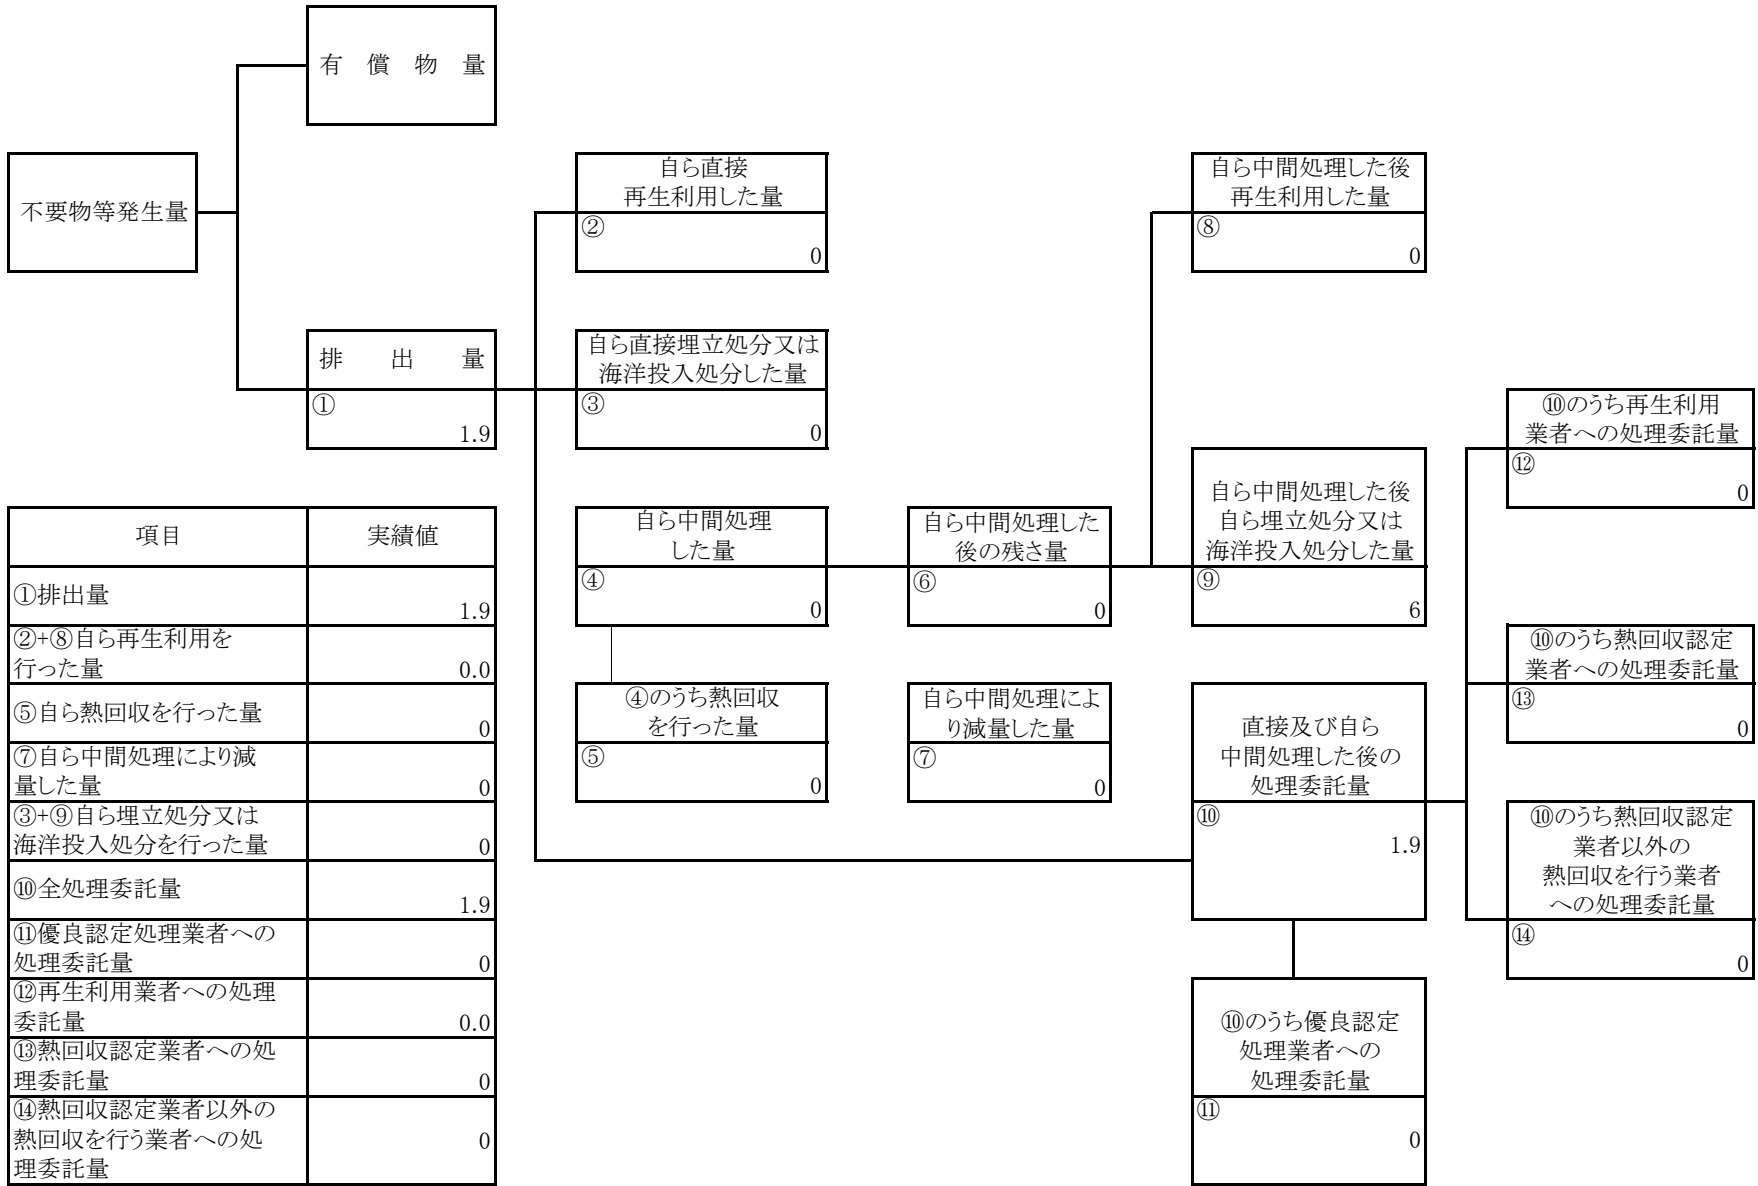 有　償　物　量
不要物等発生量
自ら直接
再生利用した量
②
0
自ら中間処理した後
再生利用した量
⑧
0
排　出　量
①
1.9
自ら直接埋立処分又は
海洋投入処分した量
③
0
⑩のうち再生利用
業者への処理委託量
⑫
0
自ら中間処理
した量
④
0
自ら中間処理した
後の残さ量
⑥
0
自ら中間処理した後
自ら埋立処分又は
海洋投入処分した量
⑨
6
⑩のうち熱回収認定
業者への処理委託量
⑬
0
④のうち熱回収
を行った量
⑤
0
自ら中間処理によ
り減量した量
⑦
0
直接及び自ら
中間処理した後の
処理委託量
⑩
1.9
⑩のうち熱回収認定
業者以外の
熱回収を行う業者
への処理委託量
⑭
0
⑩のうち優良認定
処理業者への
処理委託量
⑪
0
項目　実績値
①排出量
1.9
②+⑧自ら再生利用を
行った量　0.0
⑤自ら熱回収を行った量
0
⑦自ら中間処理により減
量した量　0
③+⑨自ら埋立処分又は
海洋投入処分を行った量　0
⑩全処理委託量
1.9
⑪優良認定処理業者への
処理委託量　0
⑫再生利用業者への処理
委託量　0.0
⑬熱回収認定業者への処
理委託量　0
⑭熱回収認定業者以外の
熱回収を行う業者への処　0
理委託量